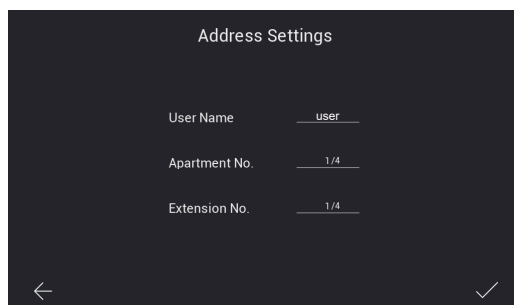 Address Settings
User Name user
Apartment No. 1/4
Extension No. 1/4